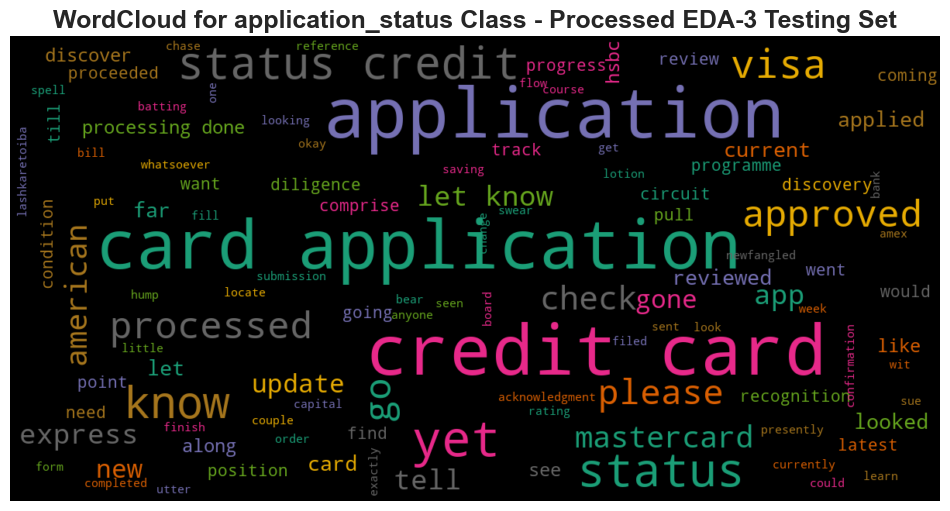 WordCloud for application_status Class - Processed EDA-3 Testing Set
chase
reference
discover
status credit
progress
hsbc
review
visa
proceeded
flow
course
coming
spell
one
batting
application
till
processing done
looking
okay
get
applied
bill
track
current
whatsoever
saving
lotion
programme
lashkaretoiba
want
diligence
let know
circuit
discovery
bank
put
comprise
far
fill
swear
pull
approved
condition
american
card application
change
amex
newfangled
submission
reviewed
went
hump
locate
bear
seen
board
check
gone
app
week
would
processed
going
anyone
sent
look
little
filed
credit card
confirmation
like
let
wit
point
update
go
know
acknowledgment
please
recognition
sue
need
capital
rating
couple
looked
express
finish
order
find
yet
mastercard
presently
along
latest
form
new
position
card
exactly
tell
see
status
currently
completed
utter
could
learn